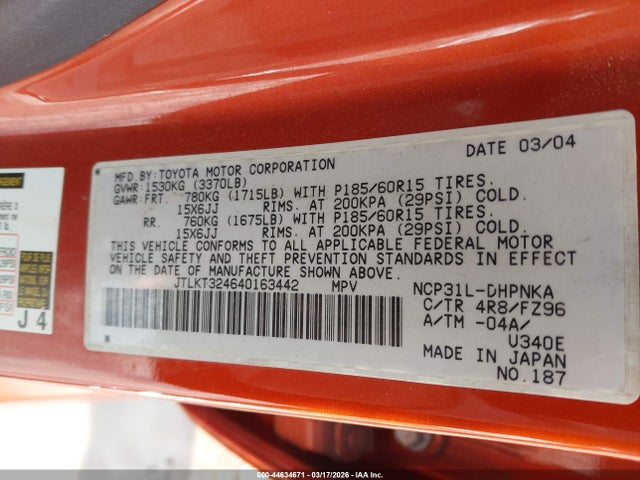 DATE 03/04
MFD.BY:TOYOTA MOTOR CORPORATION
GVWR:1530KG (3370LB)
GAWR:FRT. 780KG (1715LB) WITH P185/60R15 TIRES.
15X6JJ RIMS. AT 200KPA (29PSI) COLD.
RR. 760KG (1675LB) WITH P185/60R15 TIRES.
15X6JJ RIMS. AT 200KPA (29PSI) COLD.
THIS VEHICLE CONFORMS TO ALL APPLICABLE FEDERAL MOTOR
VEHICLE SAFETY AND THEFT PREVENTION STANDARDS IN EFFECT
ON THE DATE OF MANUFACTURE SHOWN ABOVE.
JTLKT324640163442 MPV NCP31L-DHPNKA
C/TR 4R8/FZ96
A/TM -04A/
U340E
MADE IN JAPAN
NO.187
J 4
000-44634671 - 03/17/2026 - IAA Inc.